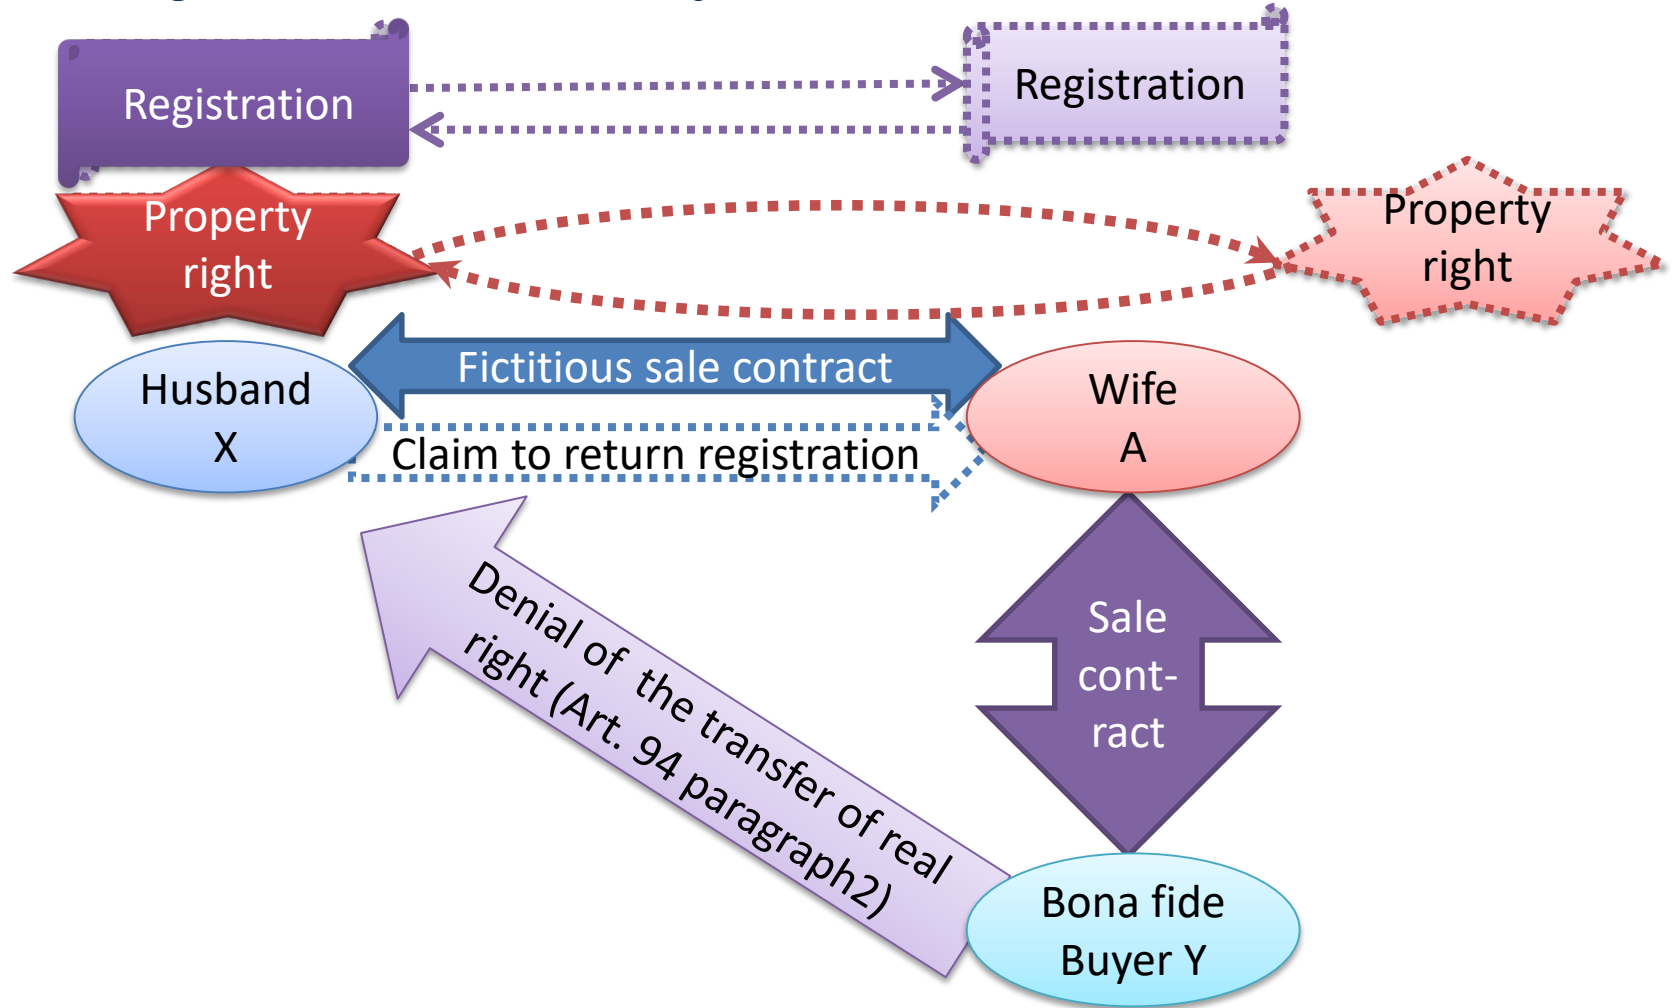 Registration
Registration
Property
right
Property
right
Fictitious sale contract
Husband
X
Wife
A
Claim to return registration
Denial of the transfer of real
right (Art. 94 paragraph2)
Sale
cont-
ract
Bona fide
Buyer Y